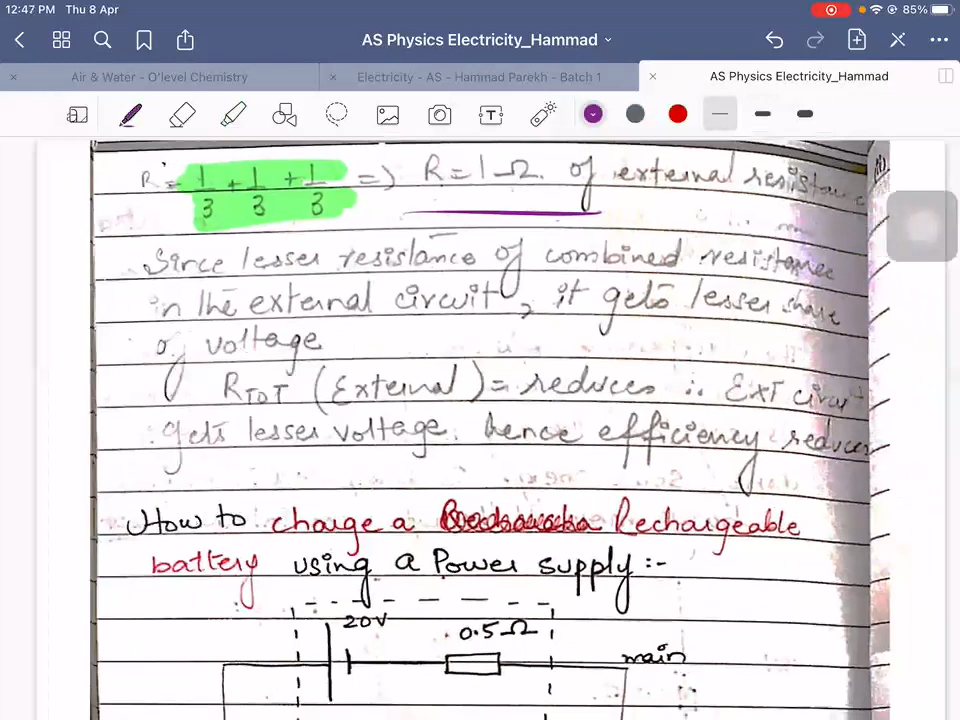 12:47 PM Thu 8 Apr
85%
AS Physics Electricity_Hammad
Air & Water - O'level Chemistry
Electricity - AS - Hammad Parekh - Batch 1
AS Physics Electricity_Hammad
R = 1/3 + 1/3 + 1/3 => R = 1Ω of external resistance
Since lesser resistance of combined resistance
in the external circuit, it gets lesser share
of voltage
RTOT (External) = reduces ∴ EXT circuit
gets lesser voltage. hence efficiency reduces
How to charge a Rechargeable
battery using a Power supply :-
20V
0.5Ω
main